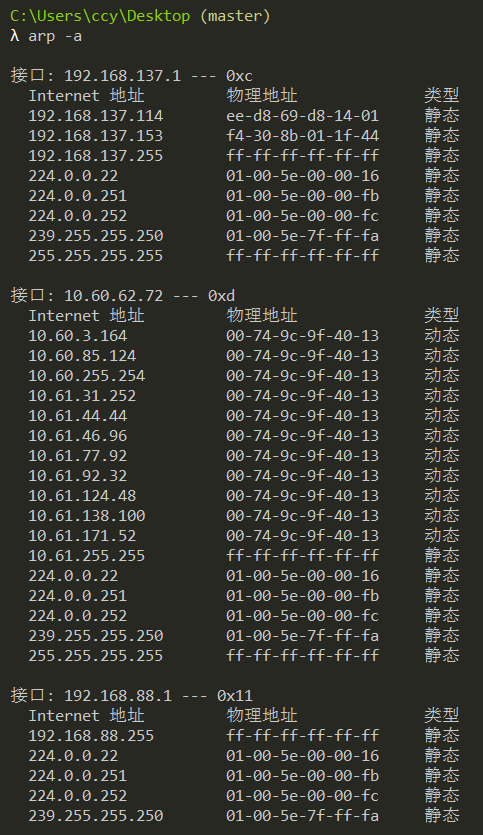 C:\Users\ccy\Desktop (master)
λ arp -a
接口: 192.168.137.1 --- 0xc
Internet 地址 物理地址 类型
192.168.137.114 ee-d8-69-d8-14-01 静态
192.168.137.153 f4-30-8b-01-1f-44 静态
192.168.137.255 ff-ff-ff-ff-ff-ff 静态
224.0.0.22 01-00-5e-00-00-16 静态
224.0.0.251 01-00-5e-00-00-fb 静态
224.0.0.252 01-00-5e-00-00-fc 静态
239.255.255.250 01-00-5e-7f-ff-fa 静态
255.255.255.255 ff-ff-ff-ff-ff-ff 静态
接口: 10.60.62.72 --- 0xd
Internet 地址 物理地址 类型
10.60.3.164 00-74-9c-9f-40-13 动态
10.60.85.124 00-74-9c-9f-40-13 动态
10.60.255.254 00-74-9c-9f-40-13 动态
10.61.31.252 00-74-9c-9f-40-13 动态
10.61.44.44 00-74-9c-9f-40-13 动态
10.61.46.96 00-74-9c-9f-40-13 动态
10.61.77.92 00-74-9c-9f-40-13 动态
10.61.92.32 00-74-9c-9f-40-13 动态
10.61.124.48 00-74-9c-9f-40-13 动态
10.61.138.100 00-74-9c-9f-40-13 动态
10.61.171.52 00-74-9c-9f-40-13 动态
10.61.255.255 ff-ff-ff-ff-ff-ff 静态
224.0.0.22 01-00-5e-00-00-16 静态
224.0.0.251 01-00-5e-00-00-fb 静态
224.0.0.252 01-00-5e-00-00-fc 静态
239.255.255.250 01-00-5e-7f-ff-fa 静态
255.255.255.255 ff-ff-ff-ff-ff-ff 静态
接口: 192.168.88.1 --- 0x11
Internet 地址 物理地址 类型
192.168.88.255 ff-ff-ff-ff-ff-ff 静态
224.0.0.22 01-00-5e-00-00-16 静态
224.0.0.251 01-00-5e-00-00-fb 静态
224.0.0.252 01-00-5e-00-00-fc 静态
239.255.255.250 01-00-5e-7f-ff-fa 静态